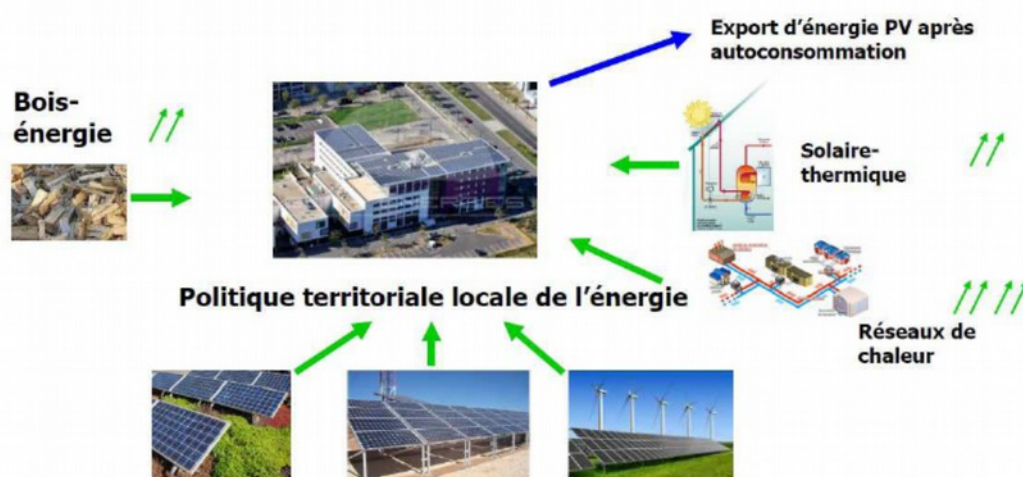 Export d'énergie PV après
autoconsommation
Bois-
énergie
Solaire-
thermique
Politique territoriale locale de l'énergie
Réseaux de
chaleur